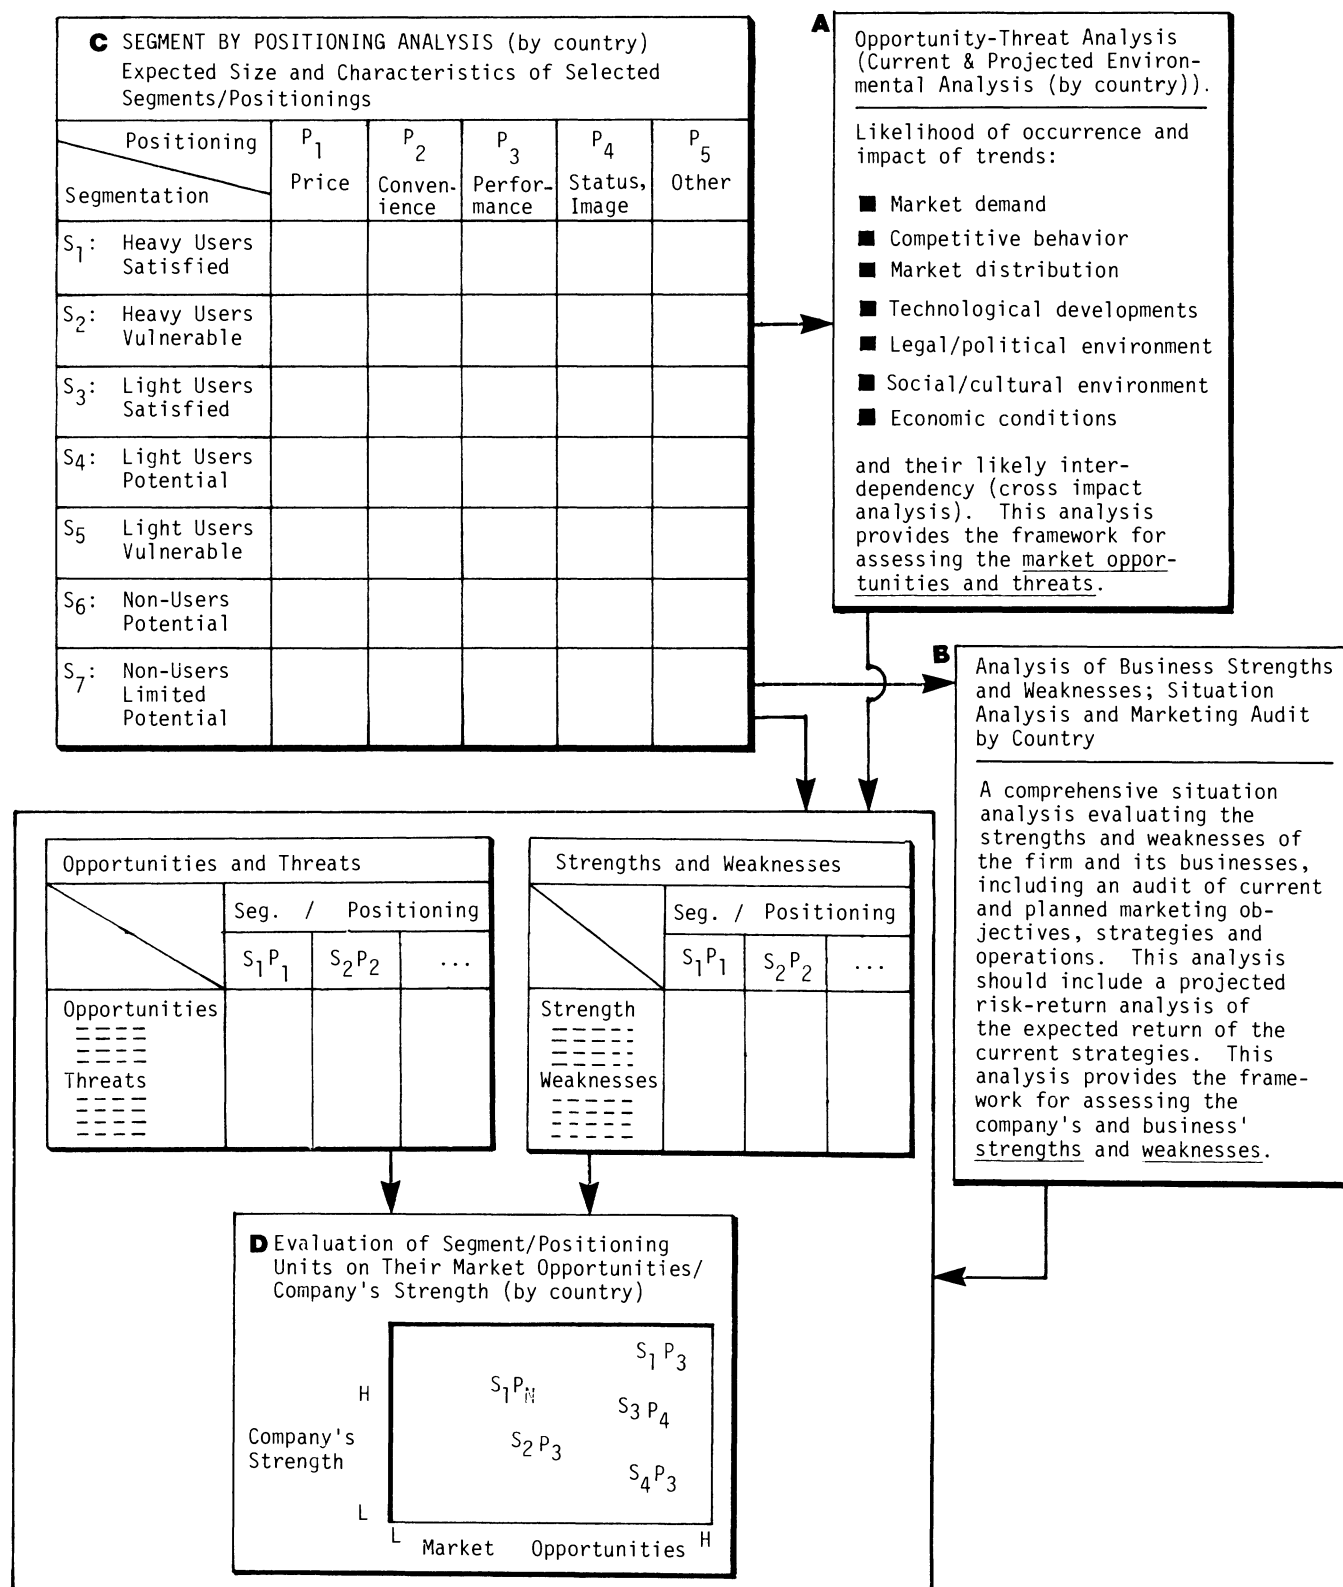 C SEGMENT BY POSITIONING ANALYSIS (by country)
Expected Size and Characteristics of Selected
Segments/Positionings
Positioning
Segmentation
P1
Price
P2
Conven-
ience
P3
Perfor-
mance
P4
Status,
Image
P5
Other
S1: Heavy Users
Satisfied
S2: Heavy Users
Vulnerable
S3: Light Users
Satisfied
S4: Light Users
Potential
S5 Light Users
Vulnerable
S6: Non-Users
Potential
S7: Non-Users
Limited
Potential
A
Opportunity-Threat Analysis
(Current & Projected Environ-
mental Analysis (by country)).
Likelihood of occurrence and
impact of trends:
■ Market demand
■ Competitive behavior
■ Market distribution
■ Technological developments
■ Legal/political environment
■ Social/cultural environment
■ Economic conditions
and their likely inter-
dependency (cross impact
analysis). This analysis
provides the framework for
assessing the market oppor-
tunities and threats.
B
Analysis of Business Strengths
and Weaknesses; Situation
Analysis and Marketing Audit
by Country
A comprehensive situation
analysis evaluating the
strengths and weaknesses of
the firm and its businesses,
including an audit of current
and planned marketing ob-
jectives, strategies and
operations. This analysis
should include a projected
risk-return analysis of
the expected return of the
current strategies. This
analysis provides the frame-
work for assessing the
company's and business'
strengths and weaknesses.
Opportunities and Threats
Seg. / Positioning
S1P1 S2P2 ...
Opportunities
Threats
Strengths and Weaknesses
Seg. / Positioning
S1P1 S2P2 ...
Strength
Weaknesses
D Evaluation of Segment/Positioning
Units on Their Market Opportunities/
Company's Strength (by country)
S1P3
S1PN
S3P4
S2P3
S4P3
H
Company's
Strength
L
L Market Opportunities H